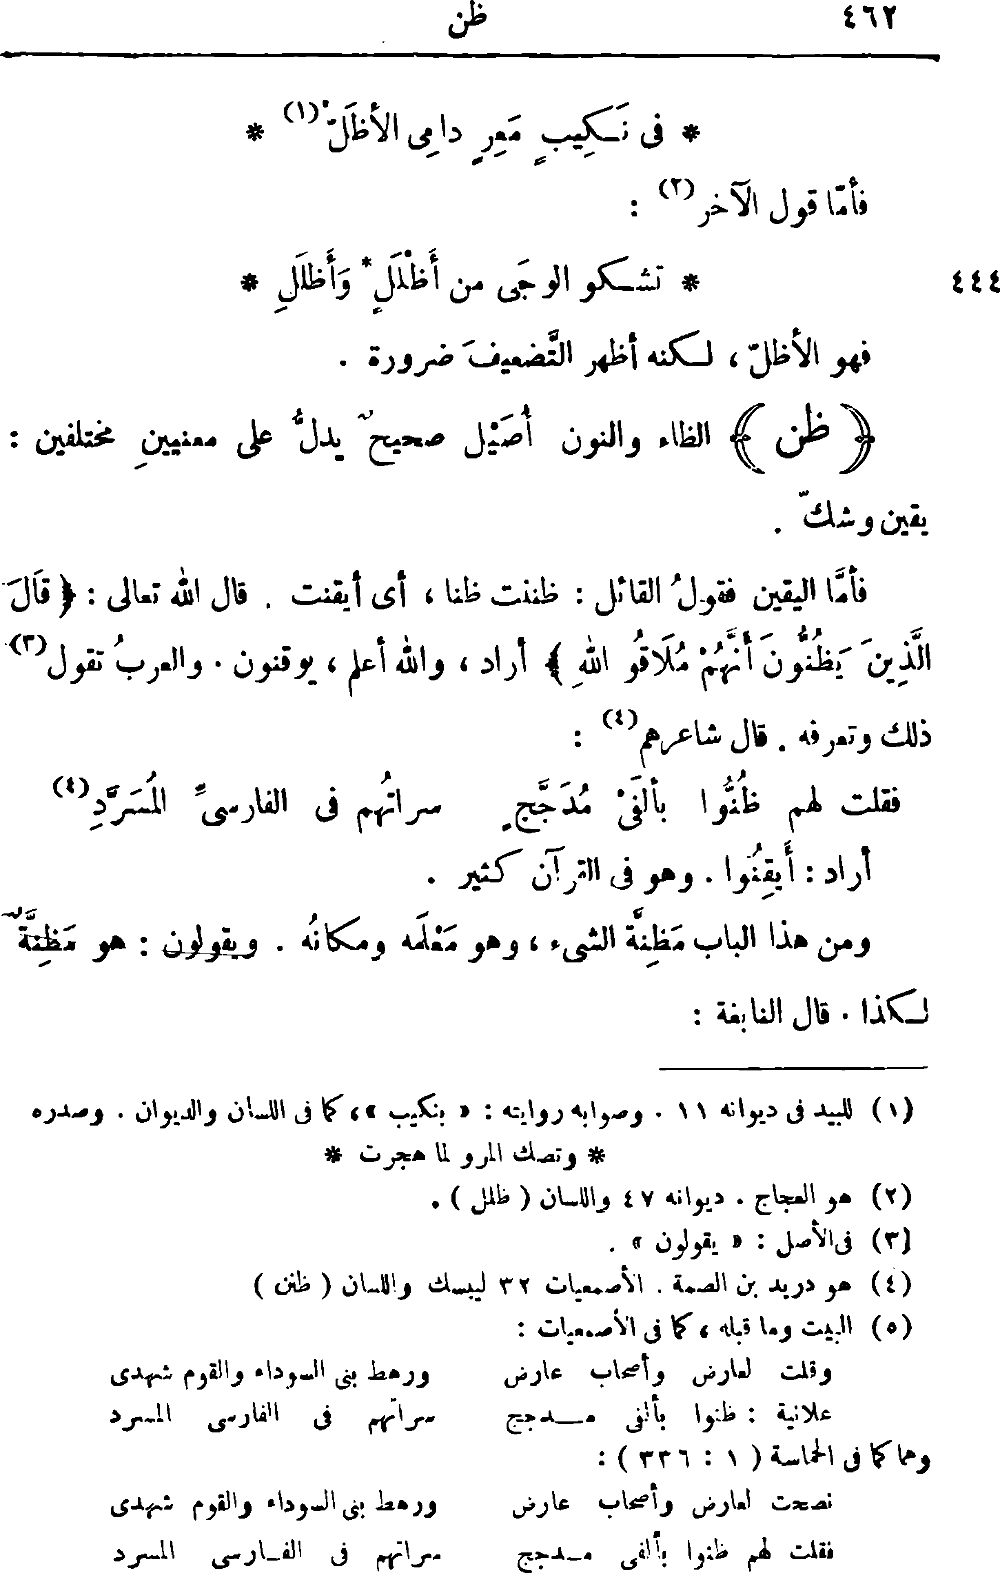 ٤٦٢
ظن
* فى نَكِيبٍ مَعِرٍ دامِى الأظَلّْ(١) *
فأمّا قول الآخر(٢) :
٤٤٤
* تشكو الوجَى من أَظْلَلٍ وَأَظلَلِ *
فهو الأظلّ ، لكنه أظهر التَّضعيفَ ضرورة .
﴿ ظن ﴾ الظاء والنون أُصَيْل صحيحٌ يدلُّ على معنيينِ مختلفين :
يقين وشكّ .
فأمَّا اليقين فقولُ القائل : ظننت ظنا ، أى أيقنت . قال الله تعالى : ﴿ قَالَ
الَّذِينَ يَظُنُّونَ أَنَّهُمْ مُلَاقُو اللهِ ﴾ أراد ، والله أعلم ، يوقنون . والعربُ تقول(٣)
ذلك وتعرفه . قال شاعرهم(٤) :
فقلت لهم ظُنُّوا بألفَىْ مُدَجَّجٍ سراتُهم فى الفارسىِّ المُسَرَّدِ(٤)
أراد : أَيقِنُوا . وهو فى القرآن كثير .
ومن هذا الباب مَظِنَّة الشىء ، وهو مَعْلَمه ومكانُه . ويقولون : هو مَظِنَّةٌ
لكذا . قال النابغة :
(١) للبيد فى ديوانه ١١ . وصوابه روايته : « بنكيب » ، كما فى اللسان والديوان . وصدره
* وتصك المرو لما هجرت *
(٢) هو العجاج . ديوانه ٤٧ واللسان ( ظلل ) .
(٣) فى الأصل : « يقولون » .
(٤) هو دريد بن الصمة . الأصمعيات ٣٢ ليبسك واللسان ( ظنن )
(٥) البيت وما قبله ، كما فى الأصمعيات :
وقلت لعارض وأصحاب عارض ورهط بنى السوداء والقوم شهدى
علانية : ظنوا بألفى مدجج سراتهم فى الفارسى المسرد
وهما كما فى الحماسة ( ١ : ٣٣٦ ) :
نصحت لعارض وأصحاب عارض ورهط بنى السوداء والقوم شهدى
فقلت لهم ظنوا بألفى مدجج سراتهم فى الفارسى المسرد